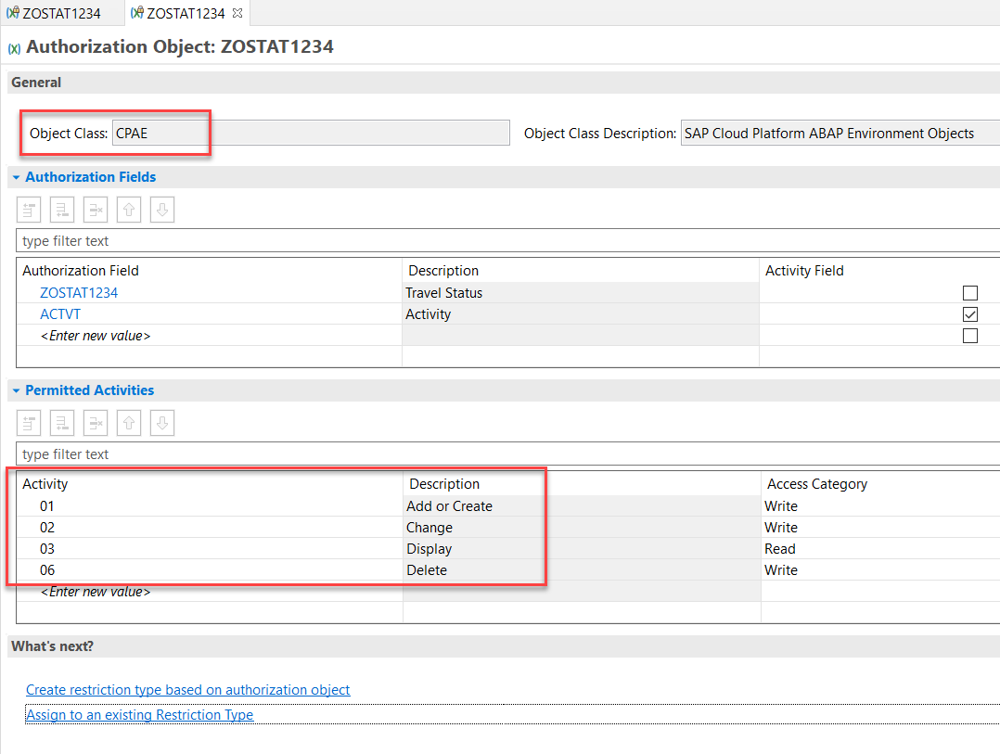 ZOSTAT1234 ZOSTAT1234
Authorization Object: ZOSTAT1234
General
Object Class: CPAE Object Class Description: SAP Cloud Platform ABAP Environment Objects
Authorization Fields
type filter text
Authorization Field Description Activity Field
ZOSTAT1234 Travel Status
ACTVT Activity
<Enter new value>
Permitted Activities
type filter text
Activity Description Access Category
01 Add or Create Write
02 Change Write
03 Display Read
06 Delete Write
<Enter new value>
What's next?
Create restriction type based on authorization object
Assign to an existing Restriction Type